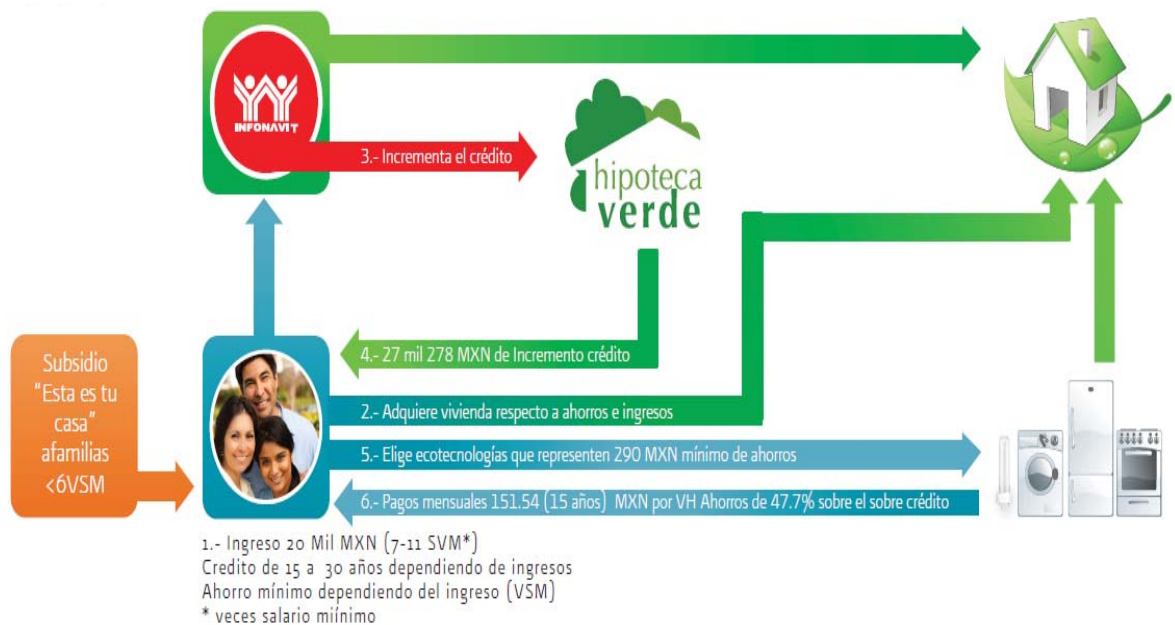 INFONAVIT
3.- Incrementa el crédito
hipoteca
verde
4.- 27 mil 278 MXN de Incremento crédito
Subsidio
"Esta es tu
casa"
afamilias
<6VSM
2.- Adquiere vivienda respecto a ahorros e ingresos
5.- Elige ecotecnologías que representen 290 MXN mínimo de ahorros
6.- Pagos mensuales 151.54 (15 años) MXN por VH Ahorros de 47.7% sobre el sobre crédito
1.- Ingreso 20 Mil MXN (7-11 SVM*)
Credito de 15 a 30 años dependiendo de ingresos
Ahorro mínimo dependiendo del ingreso (VSM)
* veces salario miínimo